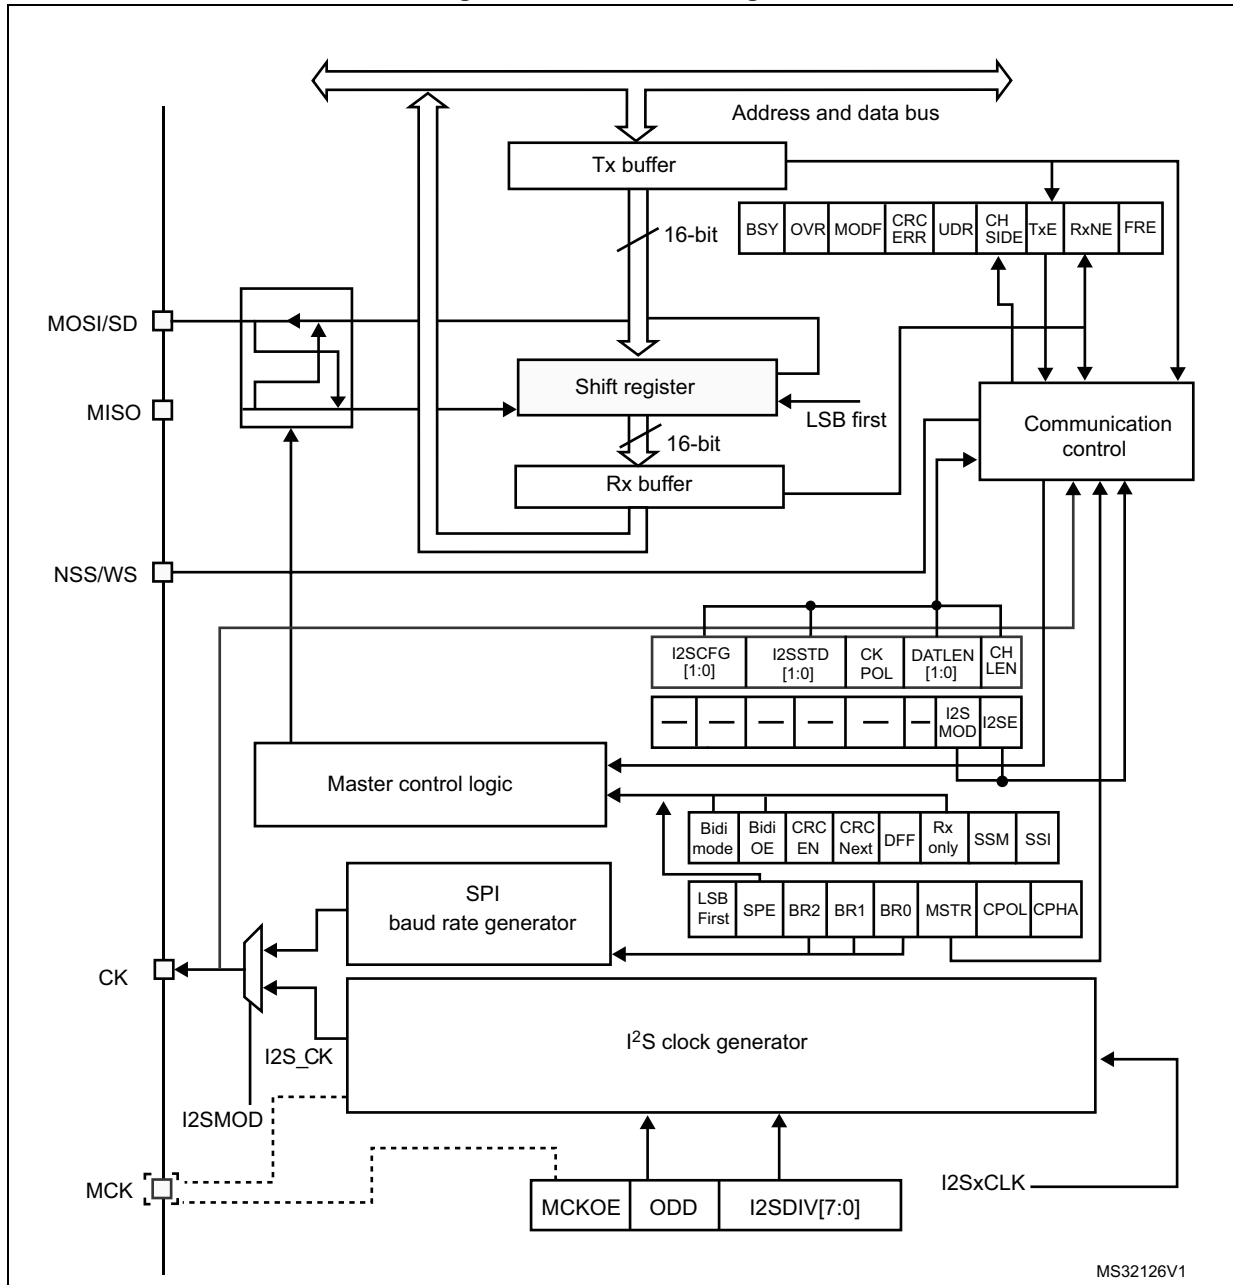 Address and data bus
Tx buffer
16-bit
BSY OVR MODF CRC ERR UDR CH SIDE TxE RxNE FRE
MOSI/SD
Shift register
MISO
LSB first
Communication
control
16-bit
Rx buffer
NSS/WS
I2SCFG [1:0] I2SSTD [1:0] CK POL DATLEN [1:0] CH LEN
— — — — — — I2S MOD I2SE
Master control logic
Bidi mode Bidi OE CRC EN CRC Next DFF Rx only SSM SSI
SPI
baud rate generator
LSB First SPE BR2 BR1 BR0 MSTR CPOL CPHA
CK
I2S clock generator
I2S_CK
I2SMOD
MCK
I2SxCLK
MCKOE ODD I2SDIV[7:0]
MS32126V1